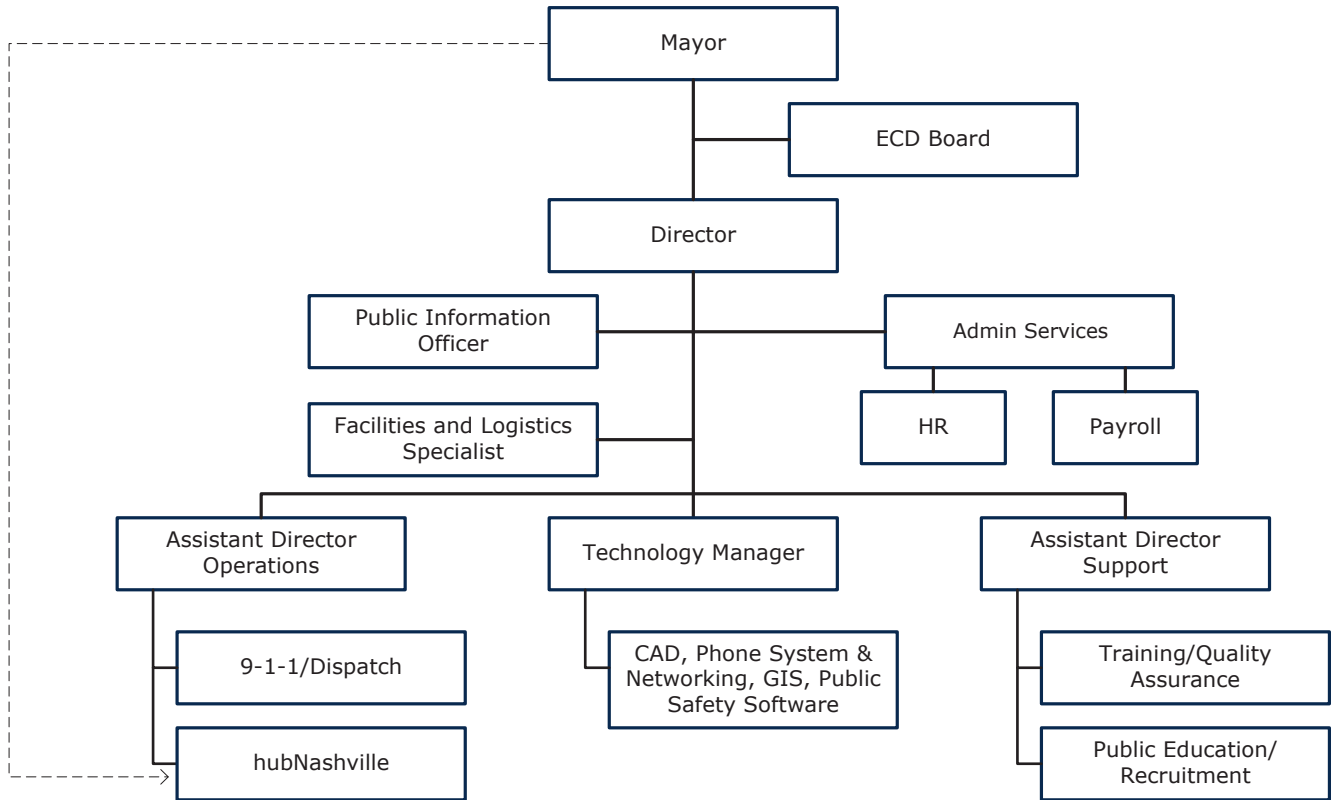 Mayor
ECD Board
Director
Public Information
Officer
Admin Services
Facilities and Logistics
Specialist
HR
Payroll
Assistant Director
Operations
Technology Manager
Assistant Director
Support
9-1-1/Dispatch
CAD, Phone System &
Networking, GIS, Public
Safety Software
Training/Quality
Assurance
hubNashville
Public Education/
Recruitment